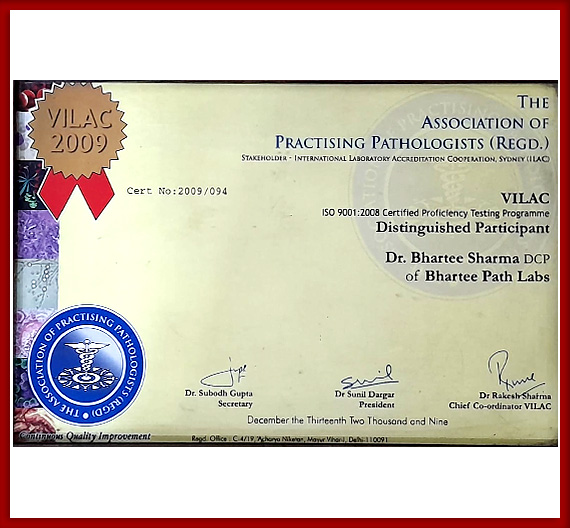 VILAC
2009
THE
ASSOCIATION OF
PRACTISING PATHOLOGISTS (REGD.)
STAKEHOLDER - INTERNATIONAL LABORATORY ACCREDITATION COOPERATION, SYDNEY (ILAC)
Cert No:2009/094
VILAC
ISO 9001:2008 Certified Proficiency Testing Programme
Distinguished Participant
Dr. Bhartee Sharma DCP
of Bhartee Path Labs
THE ASSOCIATION OF PRACTISING PATHOLOGISTS (REGD)
Dr. Subodh Gupta
Secretary
Dr Sunil Dargar
President
Dr Rakesh Sharma
Chief Co-ordinator VILAC
December the Thirteenth Two Thousand and Nine
Continuous Quality Improvement
Regd. Office : C-4/19, Acharya Niketan, Mayur Vihar-I, Delhi-110091